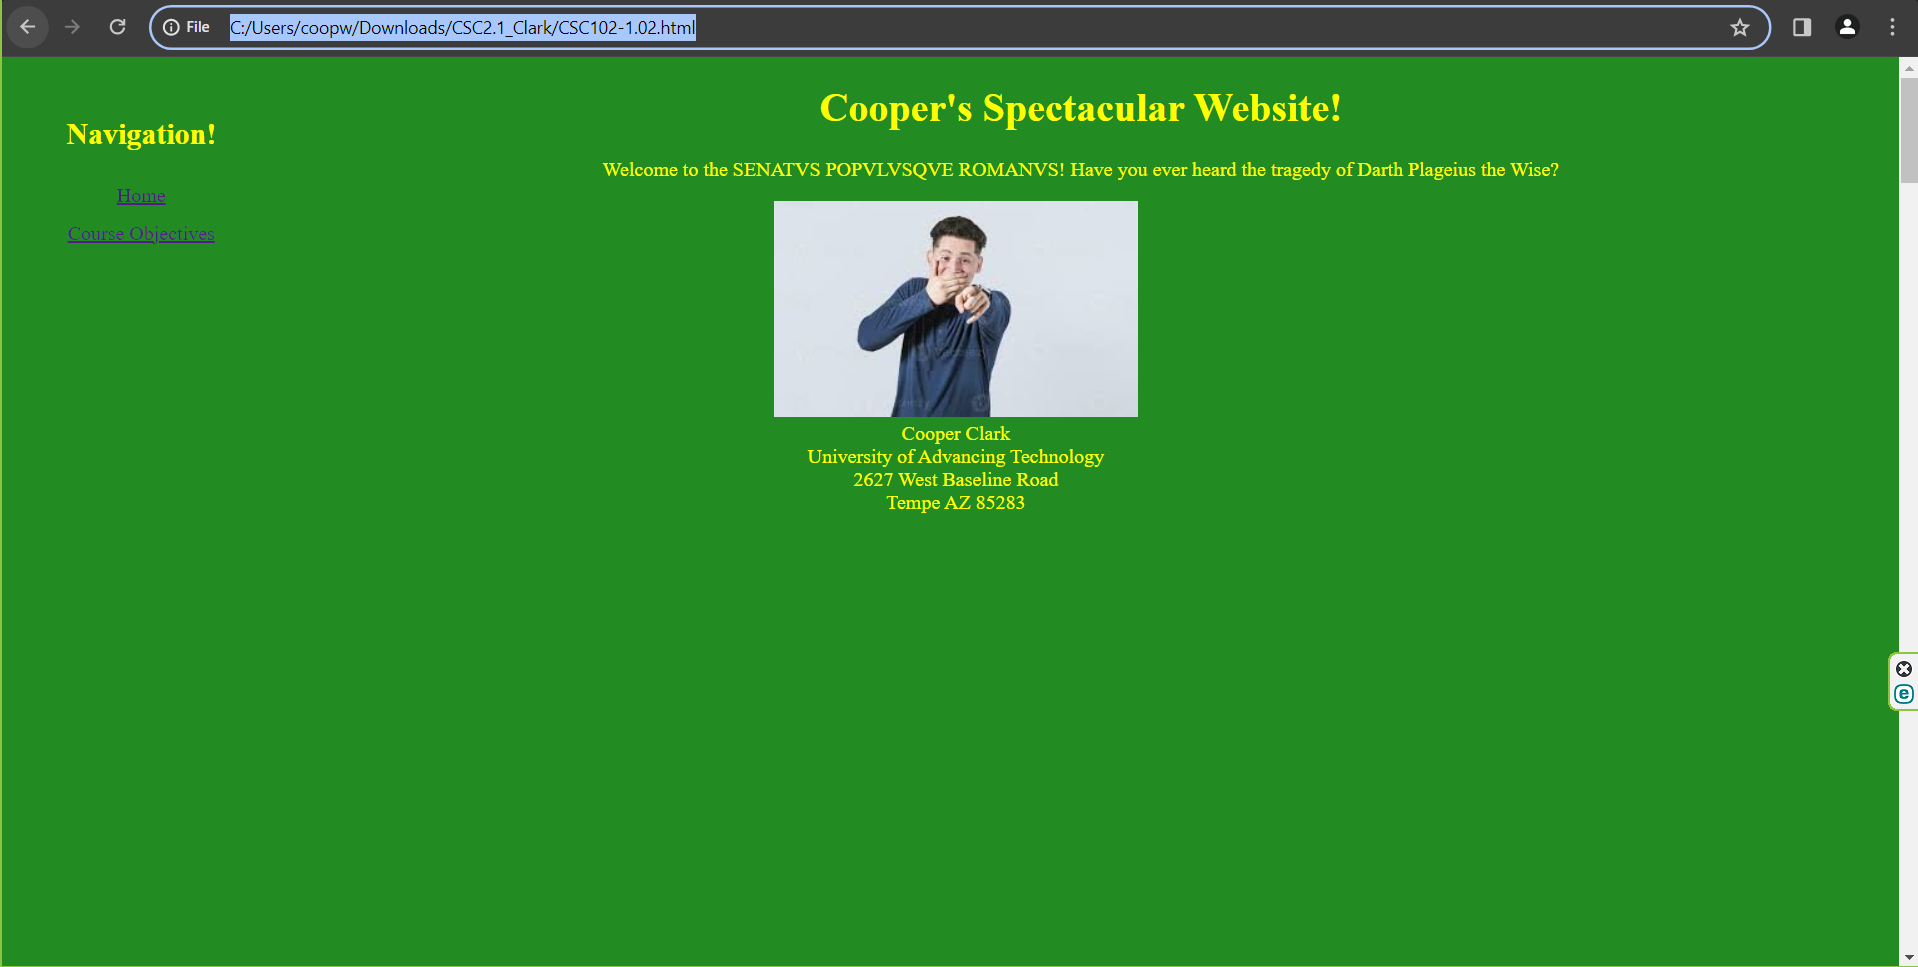 File C:/Users/coopw/Downloads/CSC2.1_Clark/CSC102-1.02.html
Navigation!
Home
Course Objectives
Cooper's Spectacular Website!
Welcome to the SENATVS POPVLVSQVE ROMANVS! Have you ever heard the tragedy of Darth Plageius the Wise?
Cooper Clark
University of Advancing Technology
2627 West Baseline Road
Tempe AZ 85283